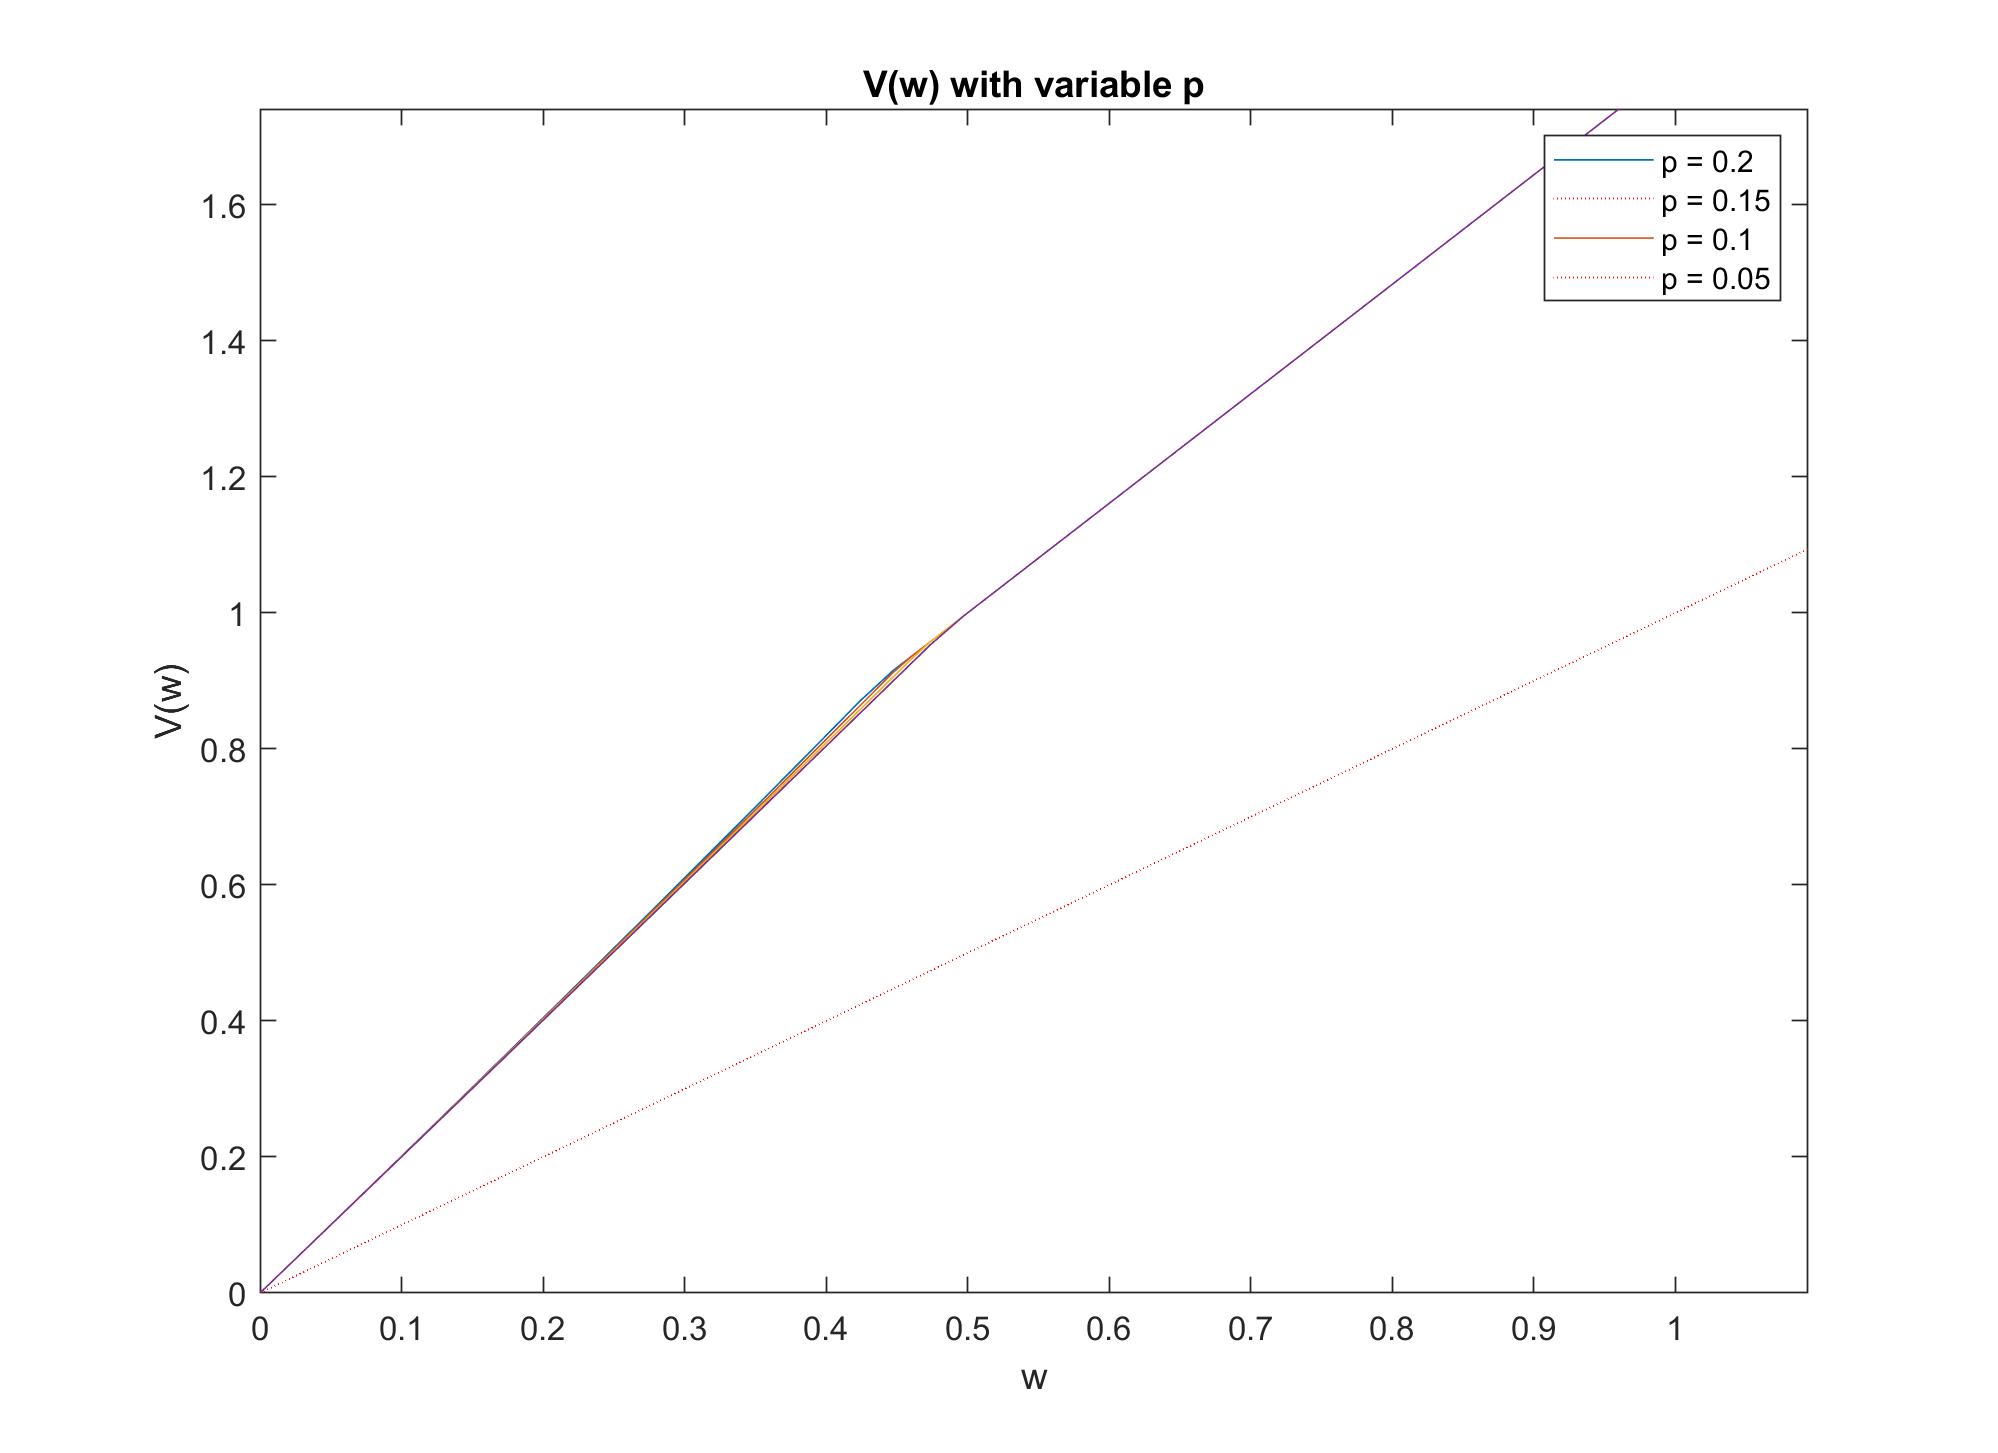 V(w) with variable p
p = 0.2
p = 0.15
p = 0.1
p = 0.05
1.6
1.4
1.2
1
0.8
0.6
0.4
0.2
0
V(w)
0 0.1 0.2 0.3 0.4 0.5 0.6 0.7 0.8 0.9 1
w